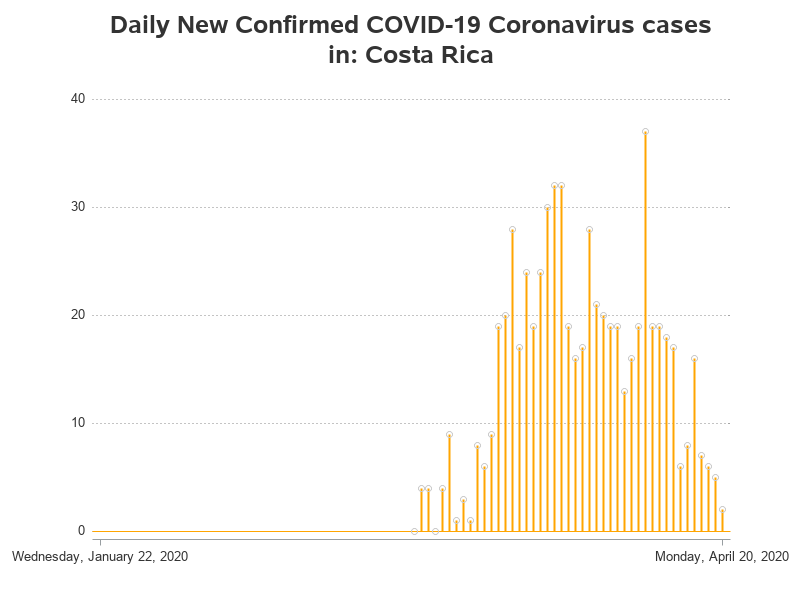 Daily New Confirmed COVID-19 Coronavirus cases
in: Costa Rica
40
30
20
10
0
Wednesday, January 22, 2020
Monday, April 20, 2020